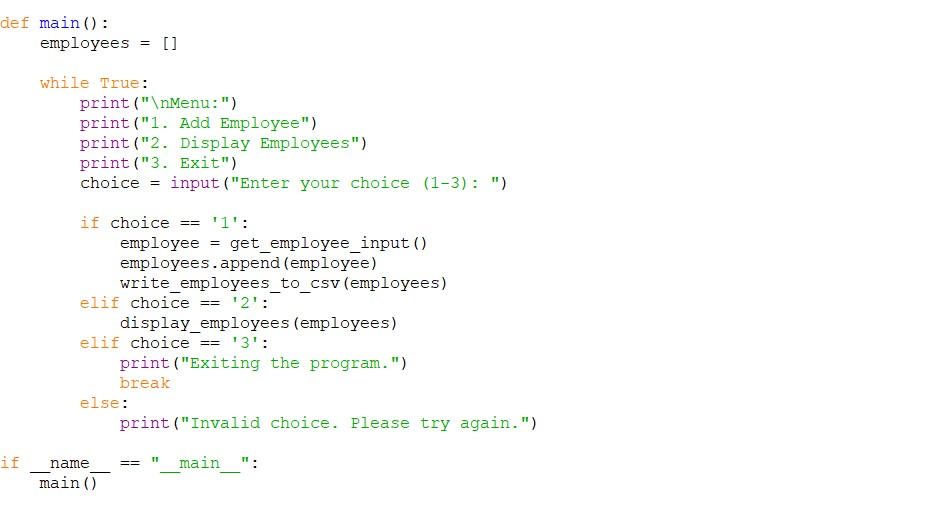 def main():
    employees = []

    while True:
        print("\nMenu:")
        print("1. Add Employee")
        print("2. Display Employees")
        print("3. Exit")
        choice = input("Enter your choice (1-3): ")

        if choice == '1':
            employee = get_employee_input()
            employees.append(employee)
            write_employees_to_csv(employees)
        elif choice == '2':
            display_employees(employees)
        elif choice == '3':
            print("Exiting the program.")
            break
        else:
            print("Invalid choice. Please try again.")

if __name__ == "__main__":
    main()